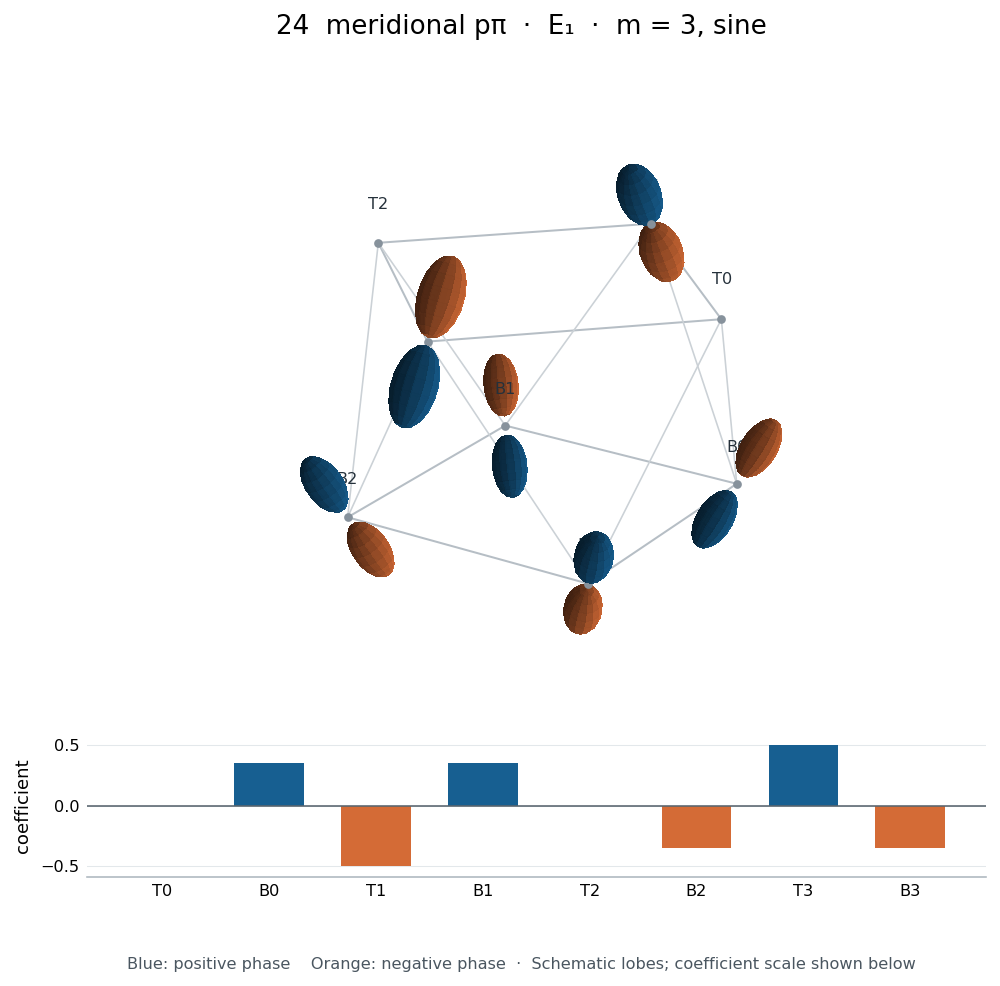 24 meridional pπ · E₁ · m = 3, sine
T2
T0
B1
B2
0.5
0.0
−0.5
coefficient
T0 B0 T1 B1 T2 B2 T3 B3
Blue: positive phase Orange: negative phase · Schematic lobes; coefficient scale shown below